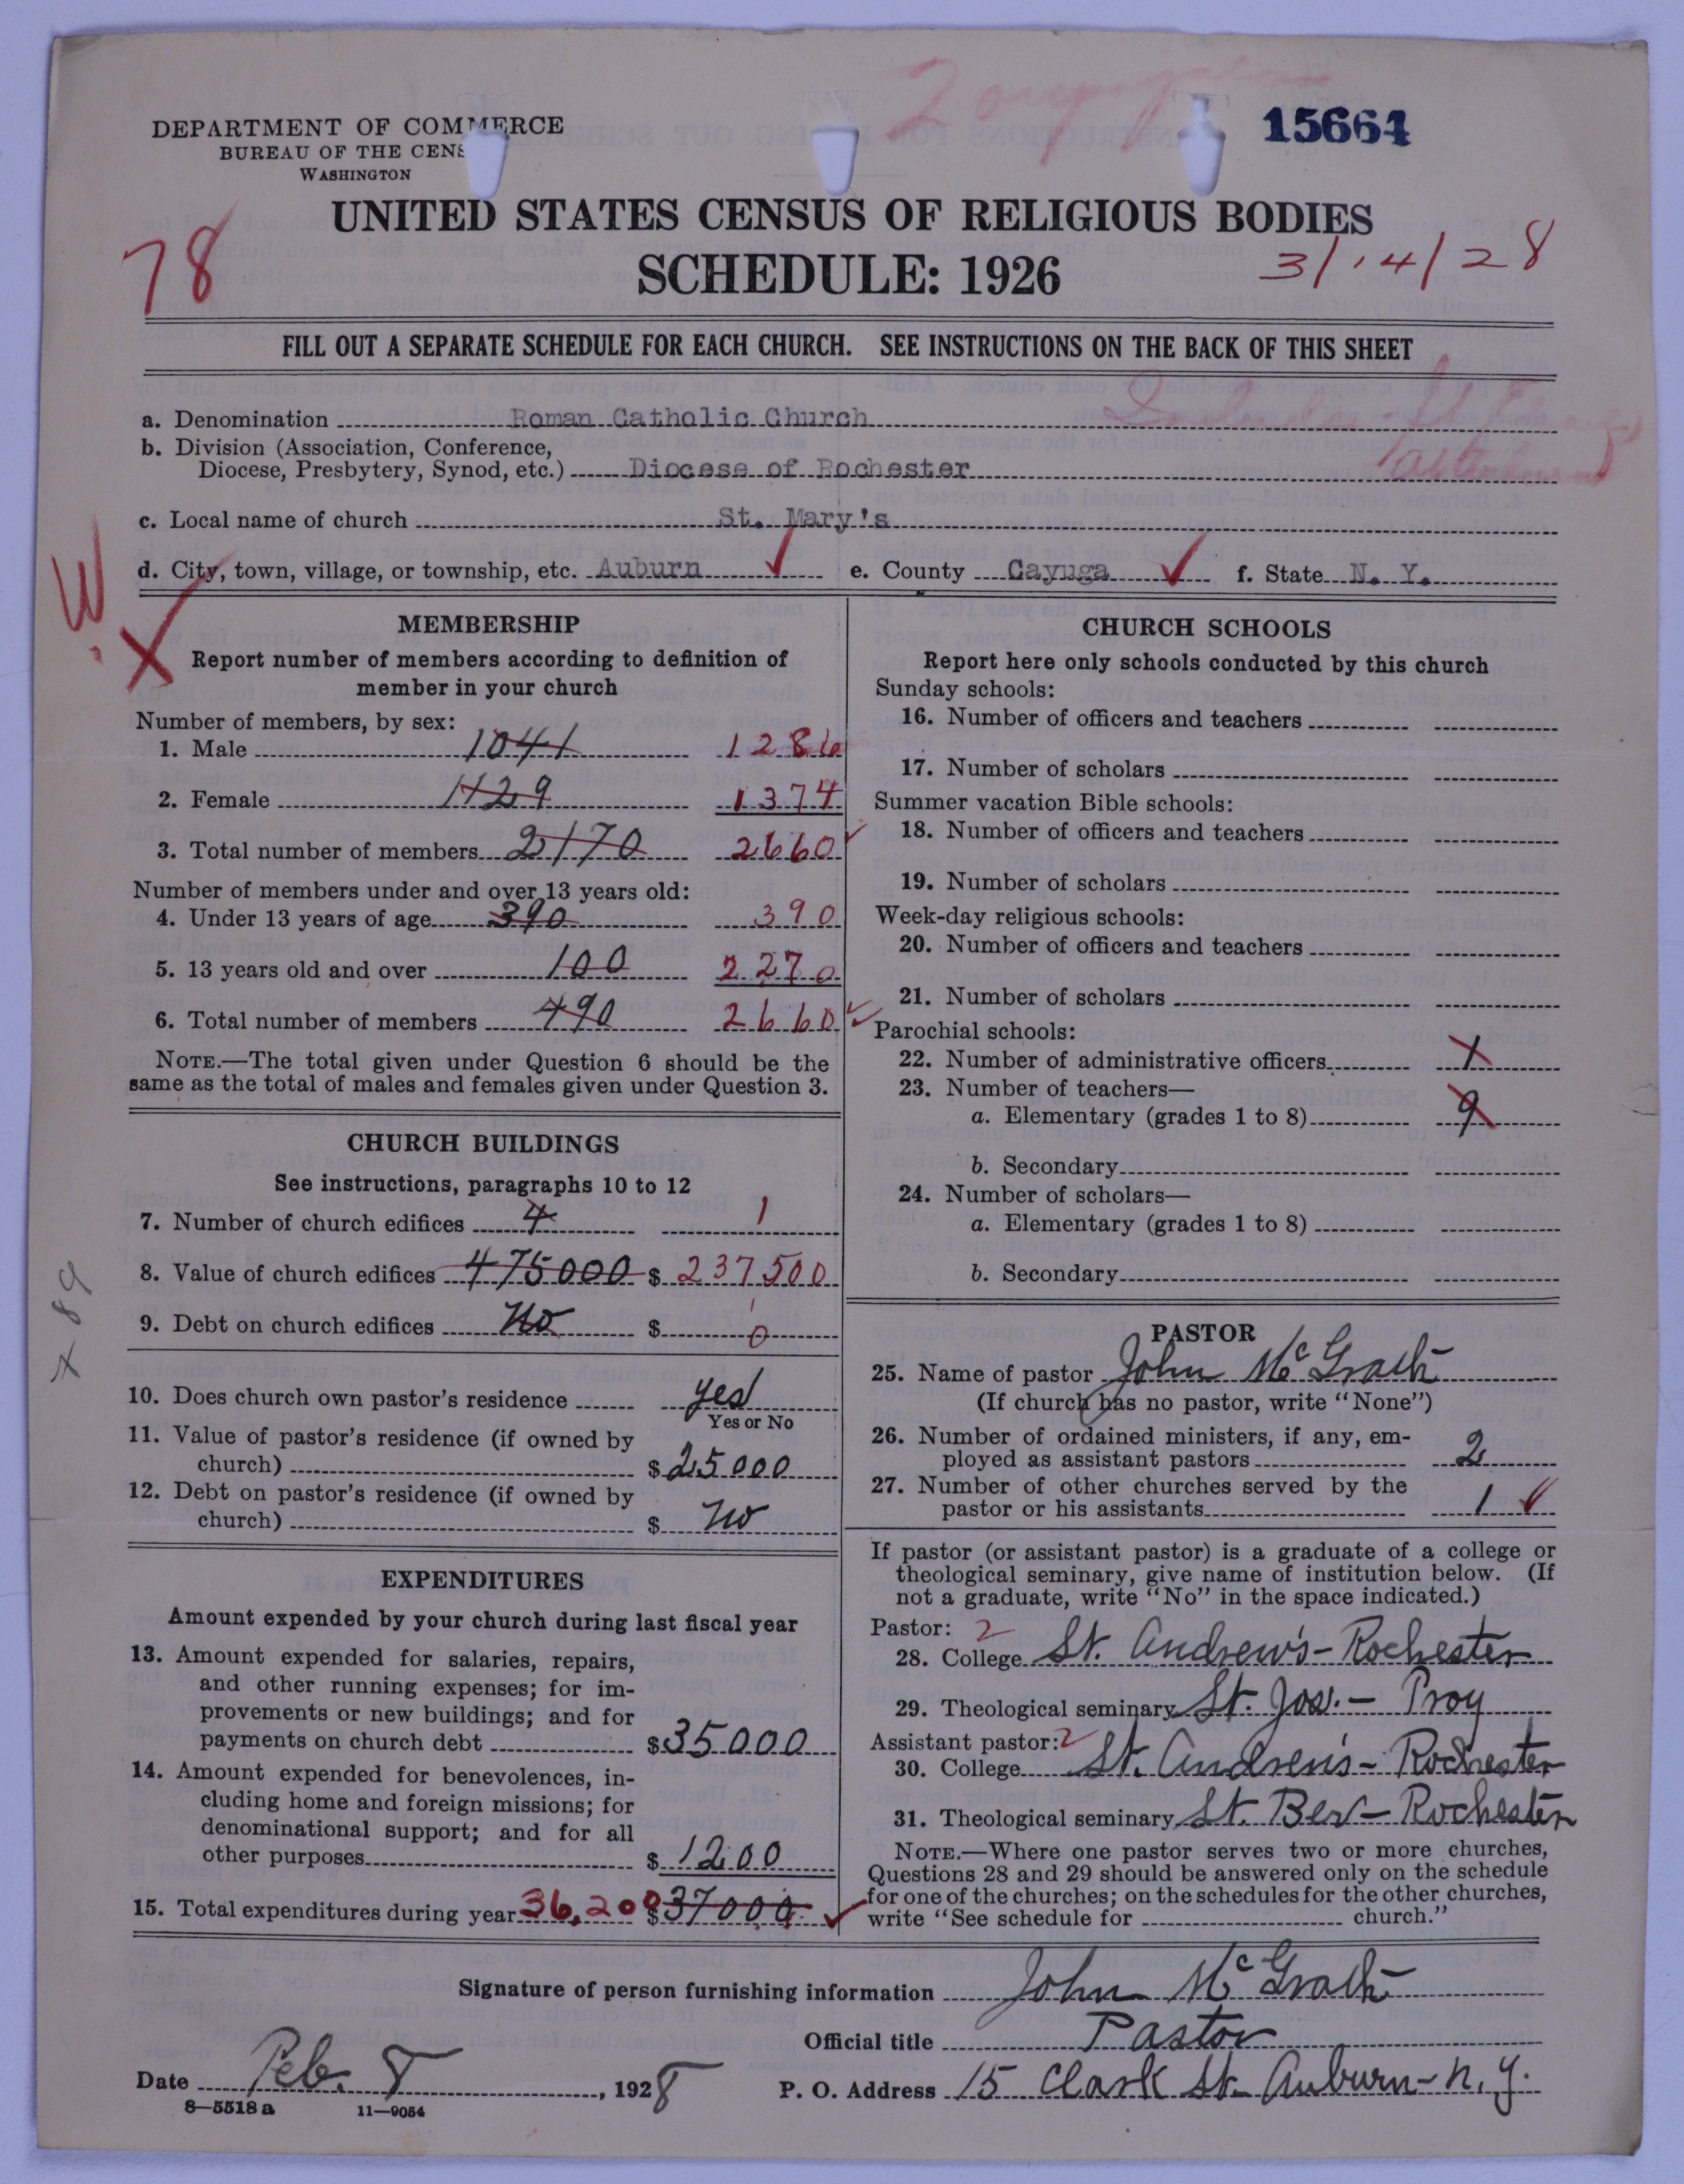 DEPARTMENT OF COMMERCE
BUREAU OF THE CENS
WASHINGTON
15664
UNITED STATES CENSUS OF RELIGIOUS BODIES
78
SCHEDULE: 1926
3/14/28
FILL OUT A SEPARATE SCHEDULE FOR EACH CHURCH. SEE INSTRUCTIONS ON THE BACK OF THIS SHEET
a. Denomination Roman Catholic Church
b. Division (Association, Conference,
Diocese, Presbytery, Synod, etc.) Diocese of Rochester
c. Local name of church St. Mary's
d. City, town, village, or township, etc. Auburn e. County Cayuga f. State N. Y.
W
X
MEMBERSHIP
Report number of members according to definition of
member in your church
Number of members, by sex:
1. Male 1041 1286
2. Female 1129 1374
3. Total number of members 2170 2660
Number of members under and over 13 years old:
4. Under 13 years of age 390 390
5. 13 years old and over 100 2270
6. Total number of members 490 2660
NOTE.—The total given under Question 6 should be the
same as the total of males and females given under Question 3.
CHURCH BUILDINGS
See instructions, paragraphs 10 to 12
7. Number of church edifices 4 1
8. Value of church edifices 475000 $ 237500
9. Debt on church edifices No $ 0
x 89
10. Does church own pastor's residence yes
Yes or No
11. Value of pastor's residence (if owned by
church) $ 25000
12. Debt on pastor's residence (if owned by
church) $ No
EXPENDITURES
Amount expended by your church during last fiscal year
13. Amount expended for salaries, repairs,
and other running expenses; for im-
provements or new buildings; and for
payments on church debt $ 35000
14. Amount expended for benevolences, in-
cluding home and foreign missions; for
denominational support; and for all
other purposes $ 1200
15. Total expenditures during year 36,200 $ 37000
CHURCH SCHOOLS
Report here only schools conducted by this church
Sunday schools:
16. Number of officers and teachers
17. Number of scholars
Summer vacation Bible schools:
18. Number of officers and teachers
19. Number of scholars
Week-day religious schools:
20. Number of officers and teachers
21. Number of scholars
Parochial schools:
22. Number of administrative officers 1
23. Number of teachers—
a. Elementary (grades 1 to 8) 9
b. Secondary
24. Number of scholars—
a. Elementary (grades 1 to 8)
b. Secondary
PASTOR
25. Name of pastor John McGrath
(If church has no pastor, write "None")
26. Number of ordained ministers, if any, em-
ployed as assistant pastors 2
27. Number of other churches served by the
pastor or his assistants 1
If pastor (or assistant pastor) is a graduate of a college or
theological seminary, give name of institution below. (If
not a graduate, write "No" in the space indicated.)
Pastor: 2
28. College St. Andrew's - Rochester
29. Theological seminary St. Jos. - Troy
Assistant pastor: 2
30. College St. Andrew's - Rochester
31. Theological seminary St. Ber - Rochester
NOTE.—Where one pastor serves two or more churches,
Questions 28 and 29 should be answered only on the schedule
for one of the churches; on the schedules for the other churches,
write "See schedule for church."
Signature of person furnishing information John McGrath
Official title Pastor
Date Feb. 8, 1928 P. O. Address 15 Clark St. Auburn - N.Y.
8—5518 a 11—9054